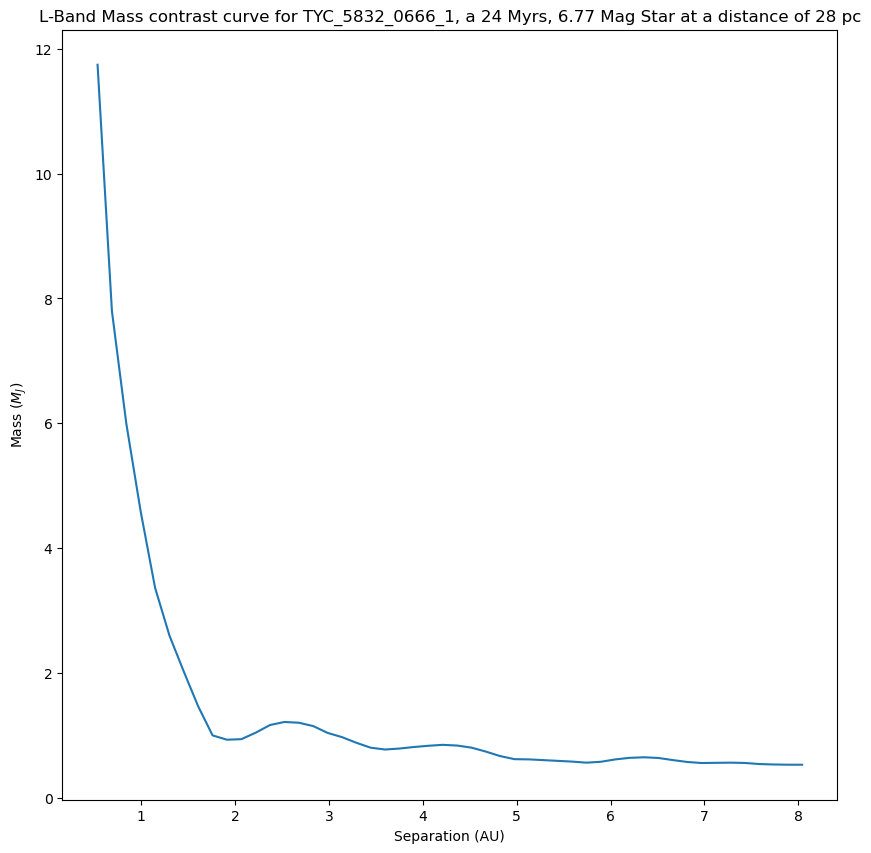 L-Band Mass contrast curve for TYC_5832_0666_1, a 24 Myrs, 6.77 Mag Star at a distance of 28 pc
12
10
8
6
4
2
0
Mass (M_J)
1 2 3 4 5 6 7 8
Separation (AU)